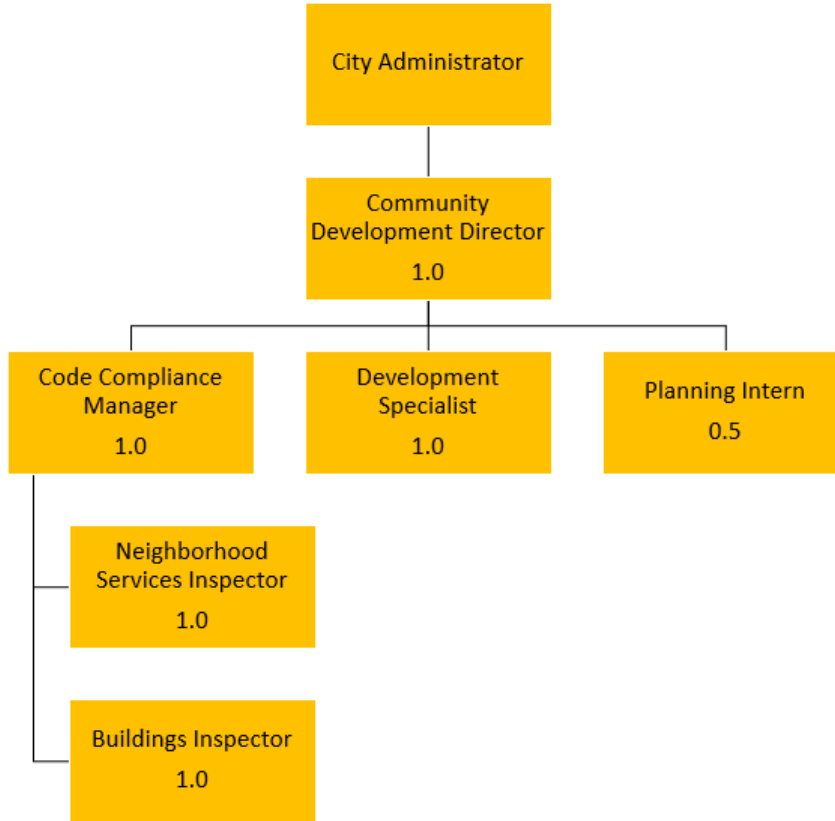 City Administrator
Community
Development Director
1.0
Code Compliance
Manager
1.0
Development
Specialist
1.0
Planning Intern
0.5
Neighborhood
Services Inspector
1.0
Buildings Inspector
1.0